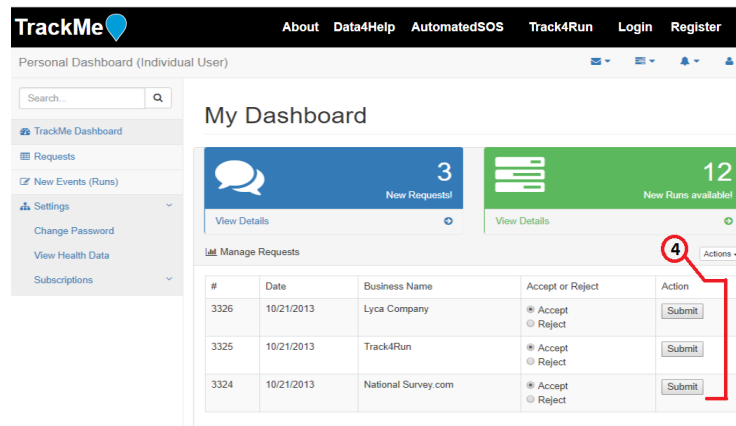 TrackMe About Data4Help AutomatedSOS Track4Run Login Register
Personal Dashboard (Individual User)
Search...
TrackMe Dashboard
Requests
New Events (Runs)
Settings
Change Password
View Health Data
Subscriptions
My Dashboard
3
New Requests!
View Details
12
New Runs available!
View Details
Manage Requests
4
Actions
# Date Business Name Accept or Reject Action
3326 10/21/2013 Lyca Company Accept Submit
Reject
3325 10/21/2013 Track4Run Accept Submit
Reject
3324 10/21/2013 National Survey.com Accept Submit
Reject